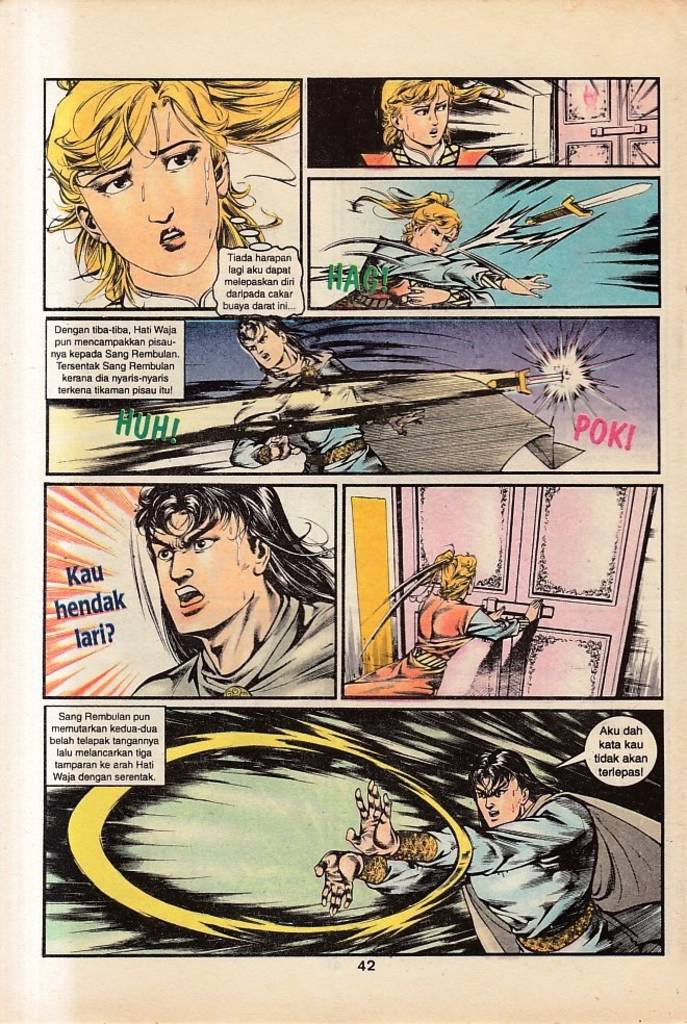 Tiada harapan
lagi aku dapat
melepaskan diri
daripada cakar
buaya darat ini...
HAG!
Dengan tiba-tiba, Hati Waja
pun mencampakkan pisau-
nya kepada Sang Rembulan.
Tersentak Sang Rembulan
kerana dia nyaris-nyaris
terkena tikaman pisau itu!
HUH!
POK!
Kau
hendak
lari?
Sang Rembulan pun
memutarkan kedua-dua
belah telapak tangannya
lalu melancarkan tiga
tamparan ke arah Hati
Waja dengan serentak.
Aku dah
kata kau
tidak akan
terlepas!
42